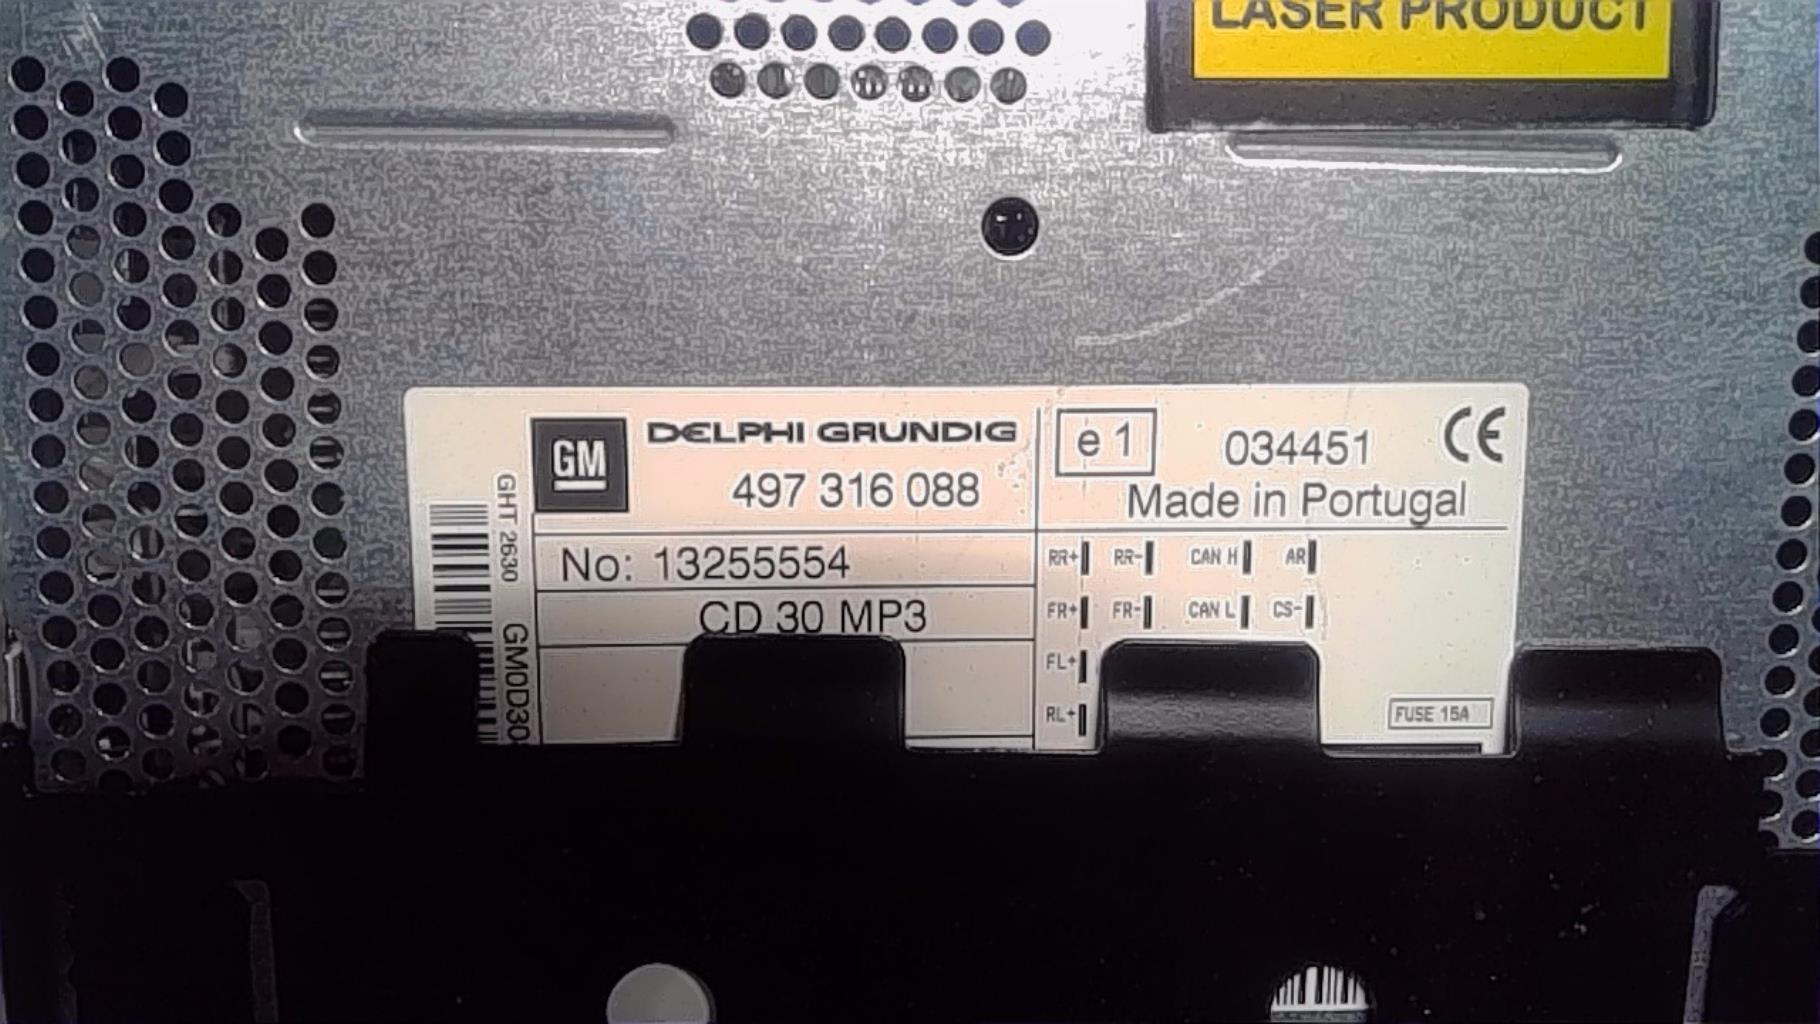 LASER PRODUCT
GM
DELPHI GRUNDIG
497 316 088
e 1
034451
CE
Made in Portugal
No: 13255554
CD 30 MP3
RR+ RR- CAN H AR
FR+ FR- CAN L CS-
FL+
RL+
FUSE 15A
GHT 2630
GM0D30